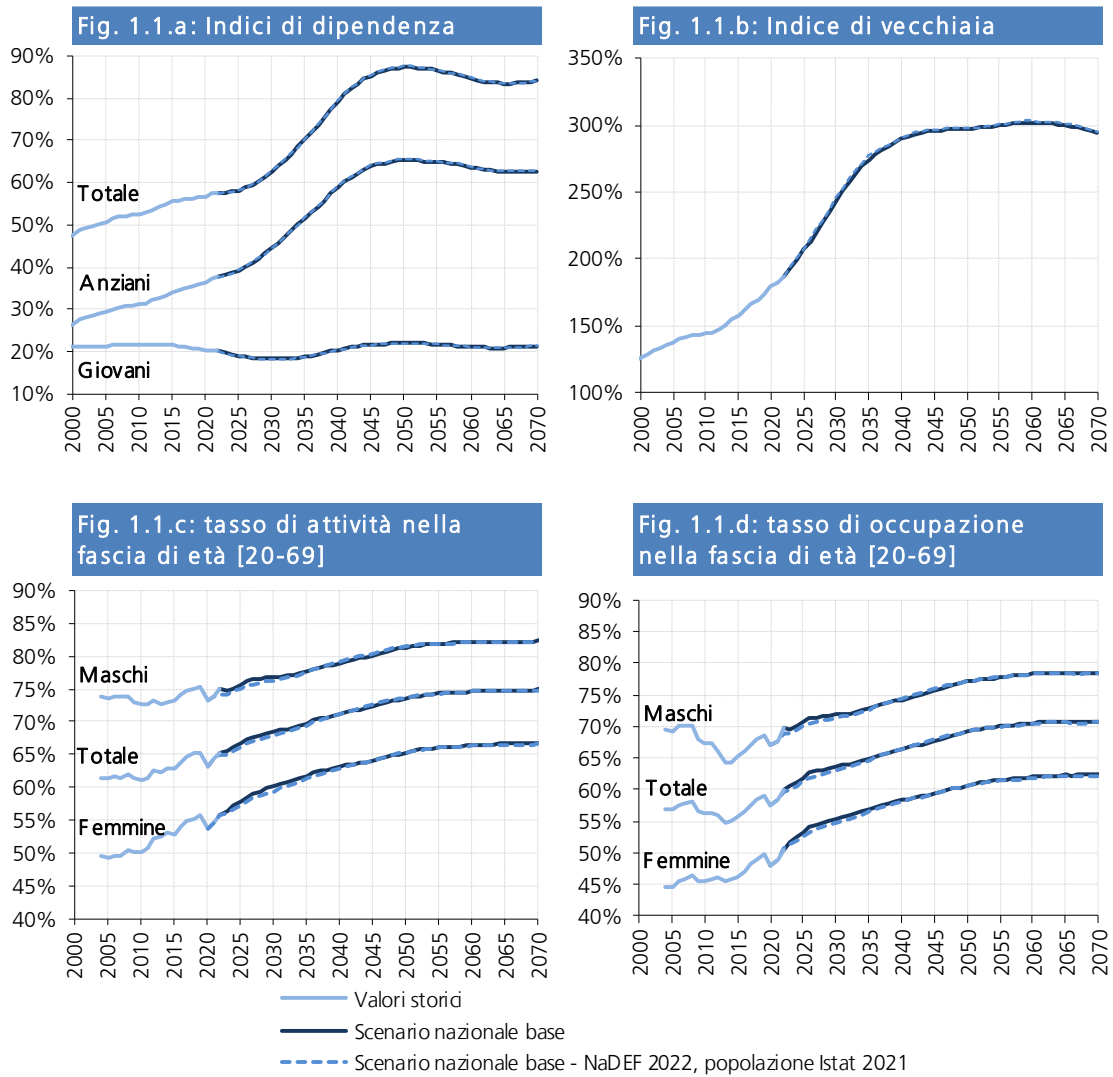 Fig. 1.1.a: Indici di dipendenza
90%
80%
70%
60%
50%
40%
30%
20%
10%
Totale
Anziani
Giovani
2000 2005 2010 2015 2020 2025 2030 2035 2040 2045 2050 2055 2060 2065 2070
Fig. 1.1.b: Indice di vecchiaia
350%
300%
250%
200%
150%
100%
2000 2005 2010 2015 2020 2025 2030 2035 2040 2045 2050 2055 2060 2065 2070
Fig. 1.1.c: tasso di attività nella
fascia di età [20-69]
90%
85%
80%
75%
70%
65%
60%
55%
50%
45%
40%
Maschi
Totale
Femmine
2000 2005 2010 2015 2020 2025 2030 2035 2040 2045 2050 2055 2060 2065 2070
Fig. 1.1.d: tasso di occupazione
nella fascia di età [20-69]
90%
85%
80%
75%
70%
65%
60%
55%
50%
45%
40%
Maschi
Totale
Femmine
2000 2005 2010 2015 2020 2025 2030 2035 2040 2045 2050 2055 2060 2065 2070
Valori storici
Scenario nazionale base
Scenario nazionale base - NaDEF 2022, popolazione Istat 2021